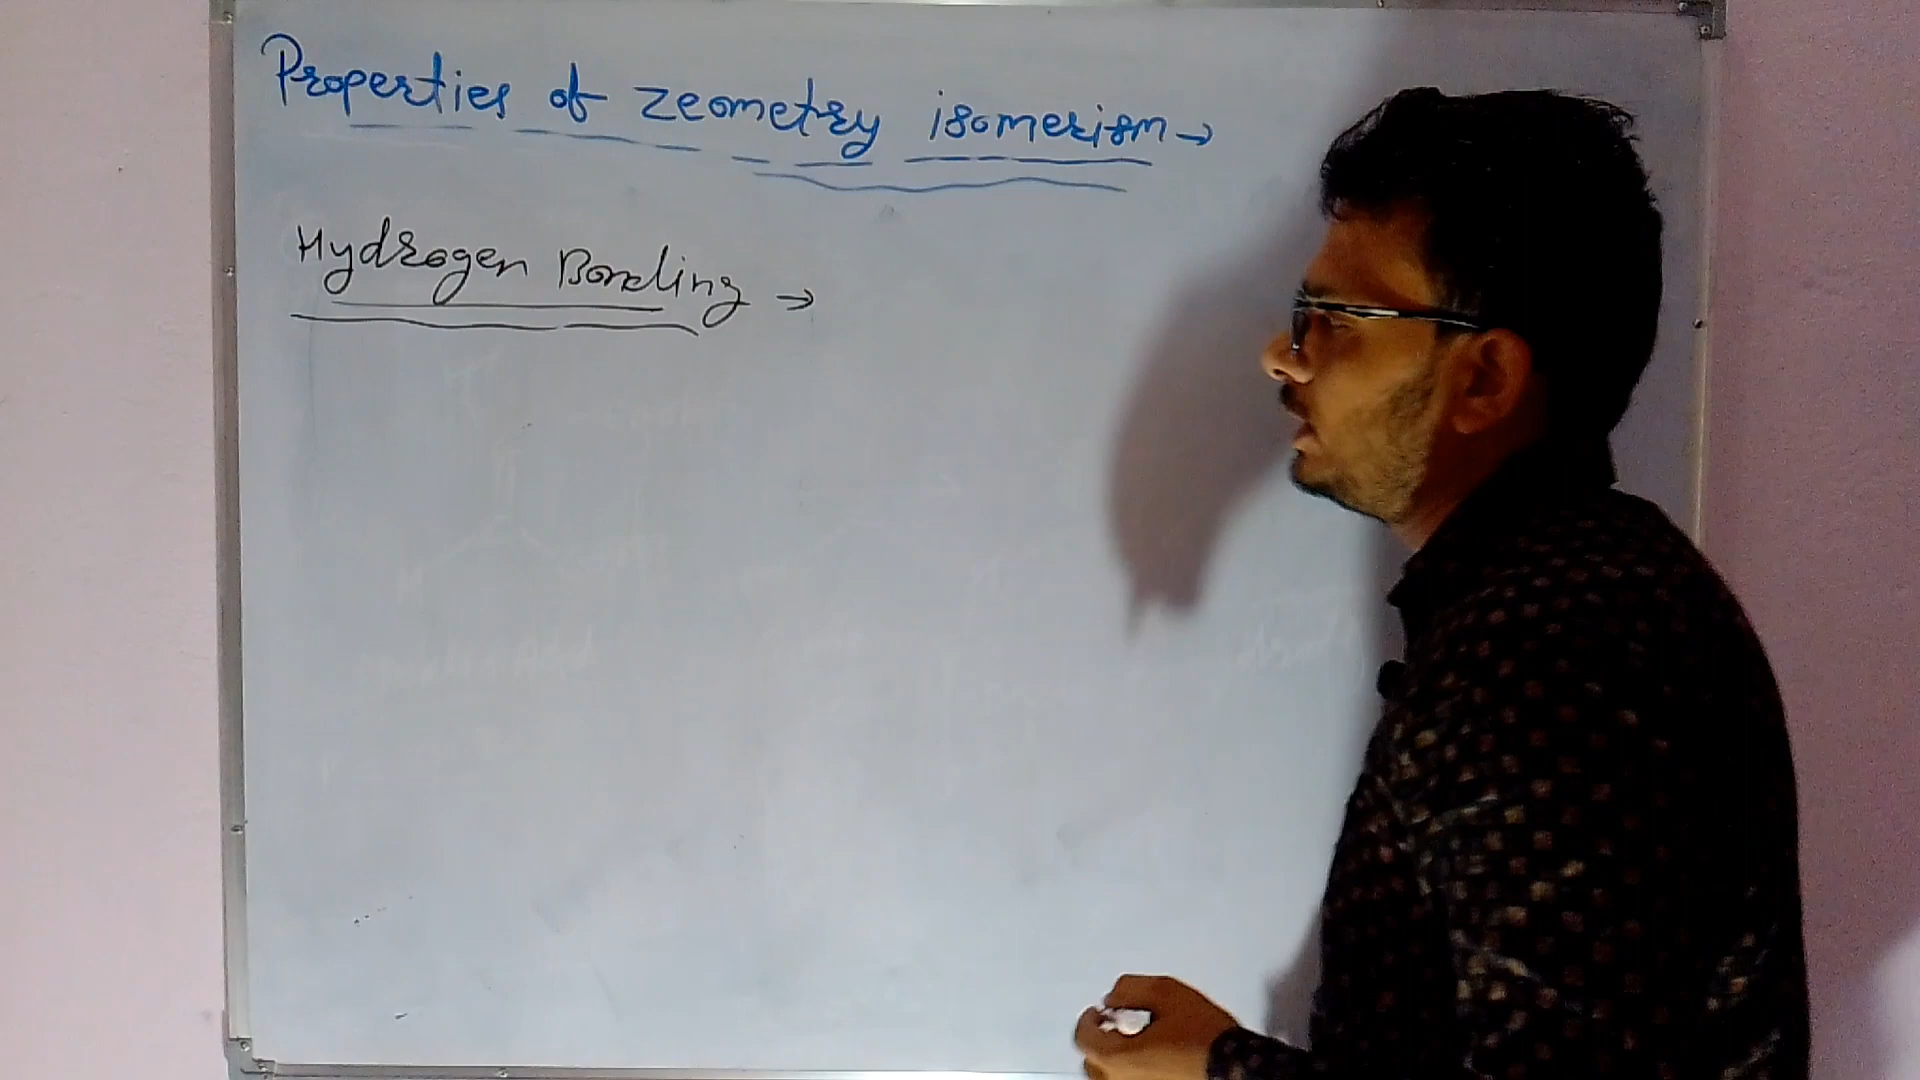 Properties of zeometry isomerism →
Hydrogen Bonding →